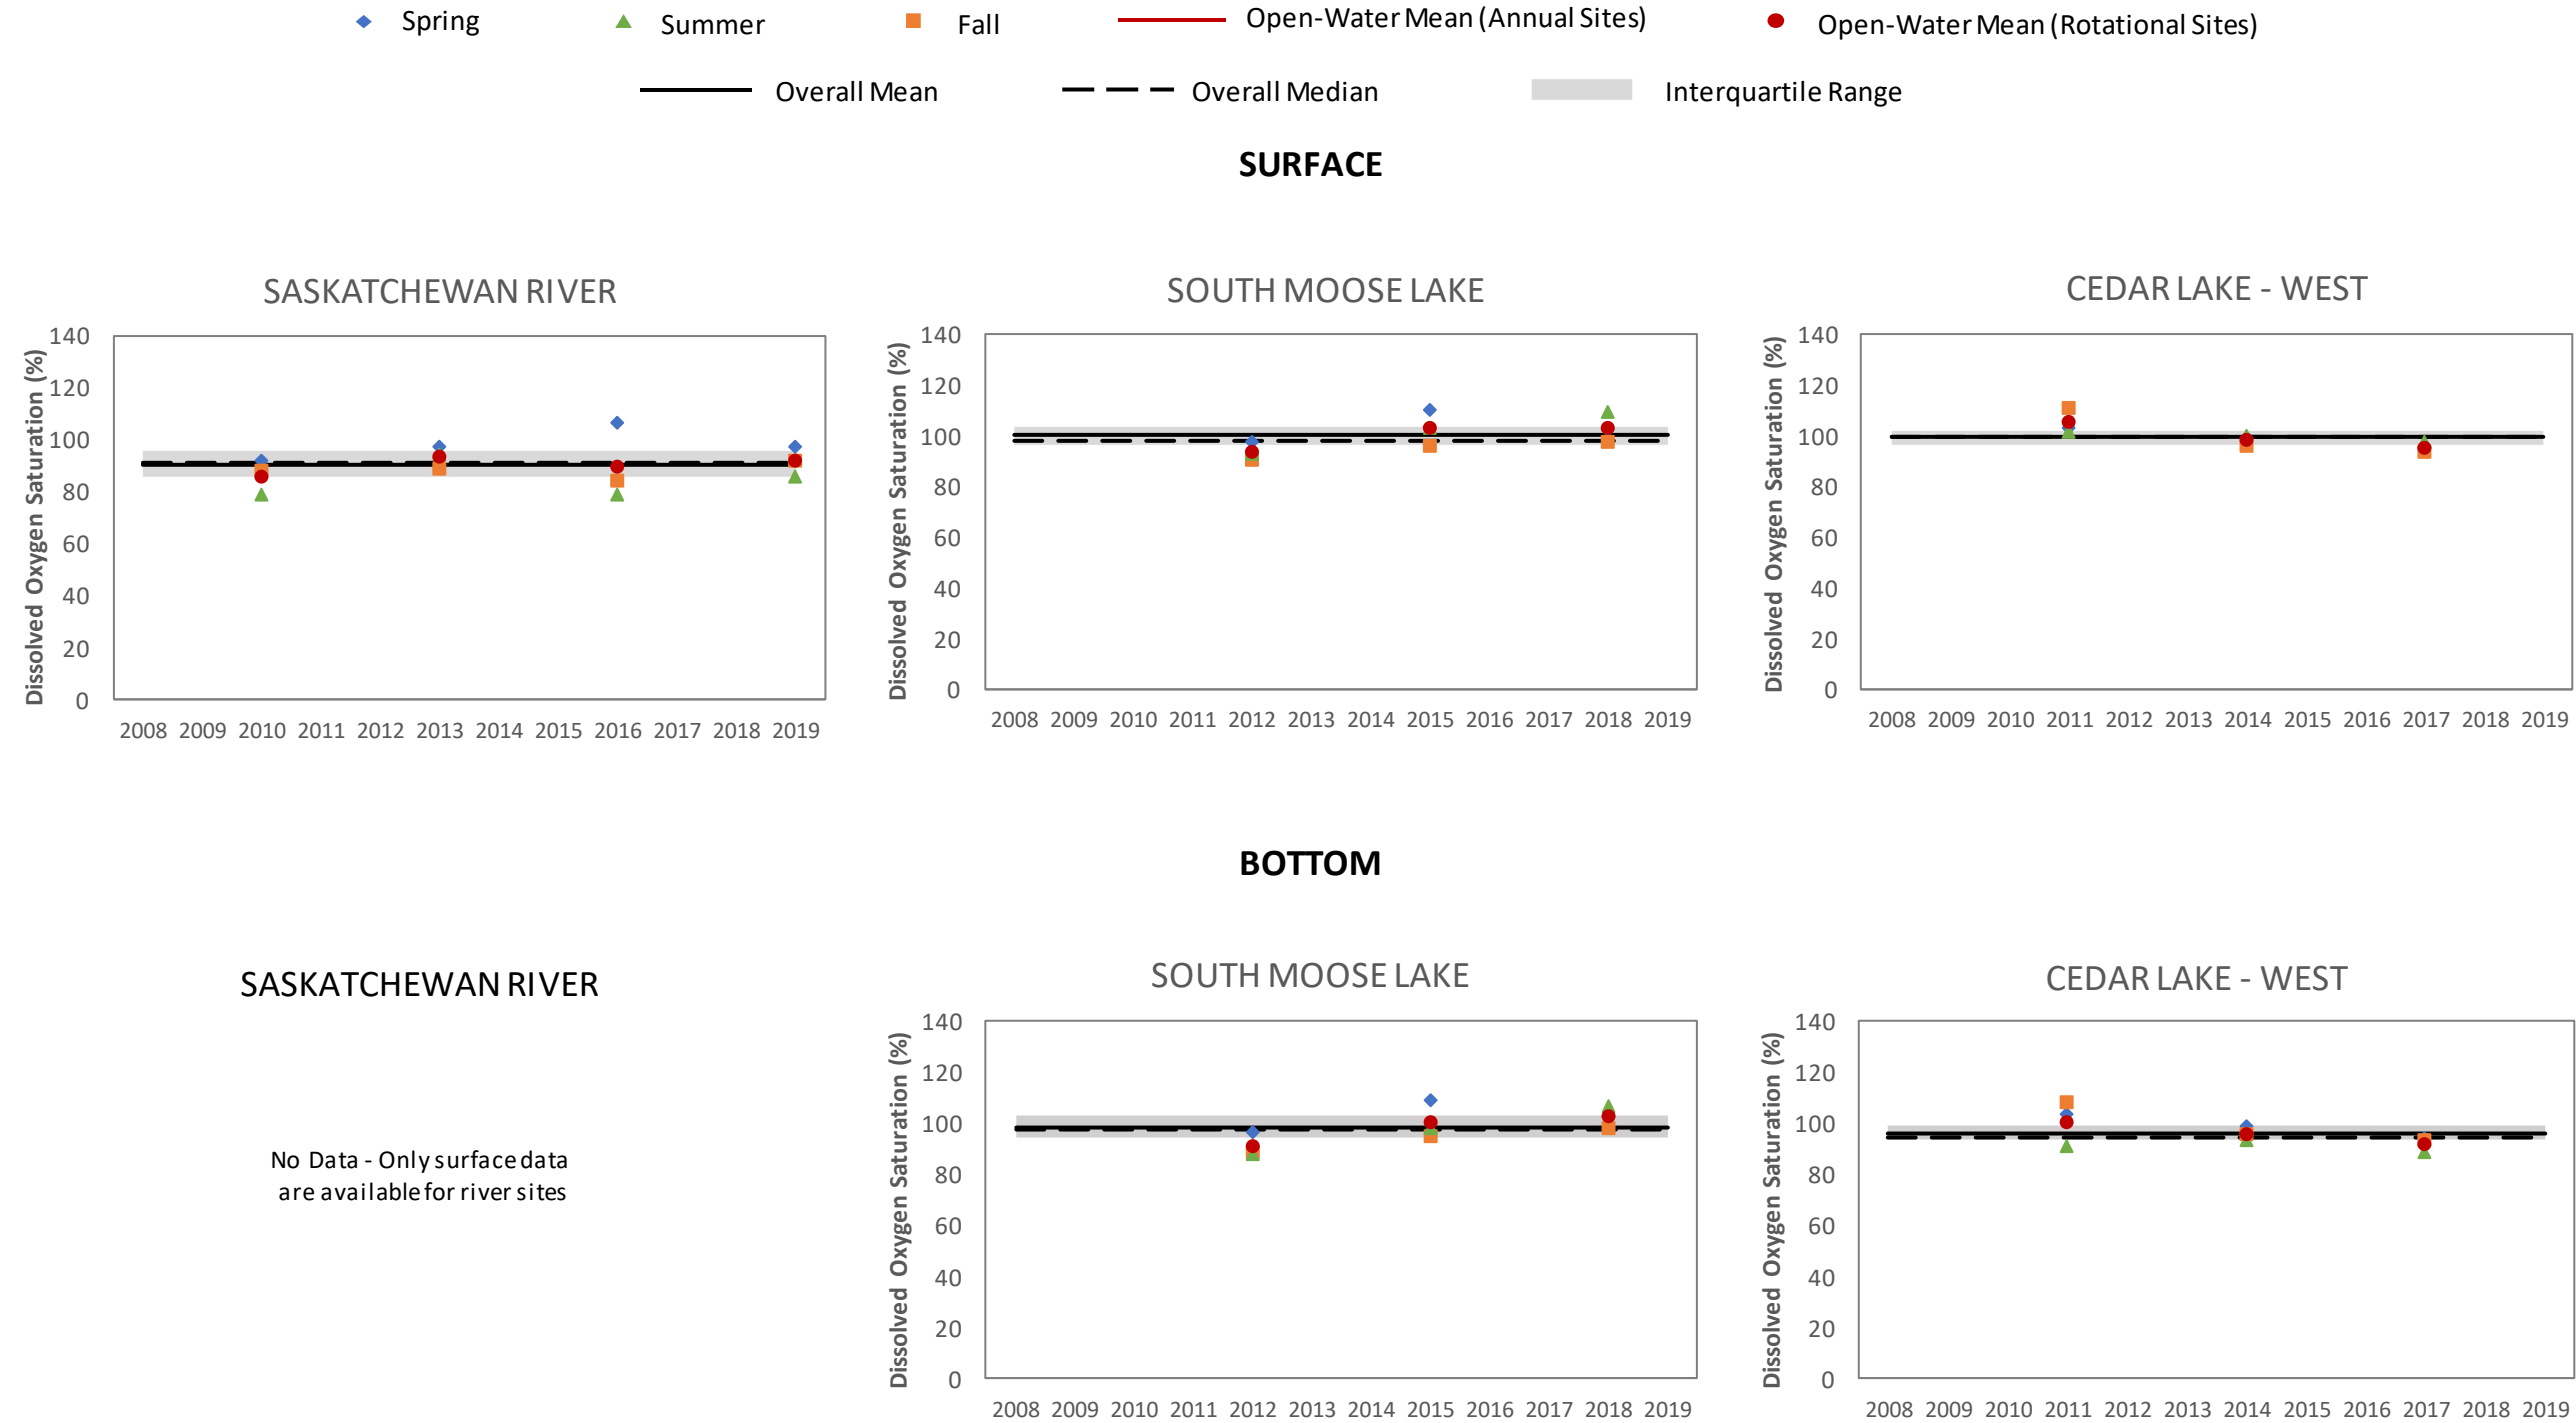 Spring Summer Fall Open-Water Mean (Annual Sites) Open-Water Mean (Rotational Sites)
Overall Mean Overall Median Interquartile Range
SURFACE
SASKATCHEWAN RIVER
Dissolved Oxygen Saturation (%)
140
120
100
80
60
40
20
0
2008 2009 2010 2011 2012 2013 2014 2015 2016 2017 2018 2019
SOUTH MOOSE LAKE
Dissolved Oxygen Saturation (%)
140
120
100
80
60
40
20
0
2008 2009 2010 2011 2012 2013 2014 2015 2016 2017 2018 2019
CEDAR LAKE - WEST
Dissolved Oxygen Saturation (%)
140
120
100
80
60
40
20
0
2008 2009 2010 2011 2012 2013 2014 2015 2016 2017 2018 2019
BOTTOM
SASKATCHEWAN RIVER
No Data - Only surface data
are available for river sites
SOUTH MOOSE LAKE
Dissolved Oxygen Saturation (%)
140
120
100
80
60
40
20
0
2008 2009 2010 2011 2012 2013 2014 2015 2016 2017 2018 2019
CEDAR LAKE - WEST
Dissolved Oxygen Saturation (%)
140
120
100
80
60
40
20
0
2008 2009 2010 2011 2012 2013 2014 2015 2016 2017 2018 2019